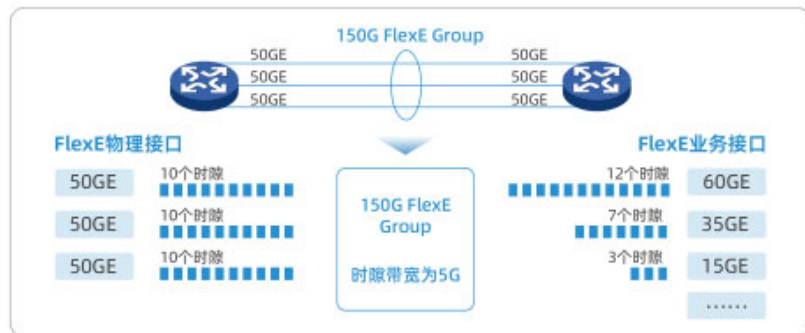 150G FlexE Group
50GE 50GE
50GE 50GE
50GE 50GE
FlexE物理接口
50GE 10个时隙
50GE 10个时隙
50GE 10个时隙
150G FlexE
Group
时隙带宽为5G
FlexE业务接口
12个时隙 60GE
7个时隙 35GE
3个时隙 15GE
······